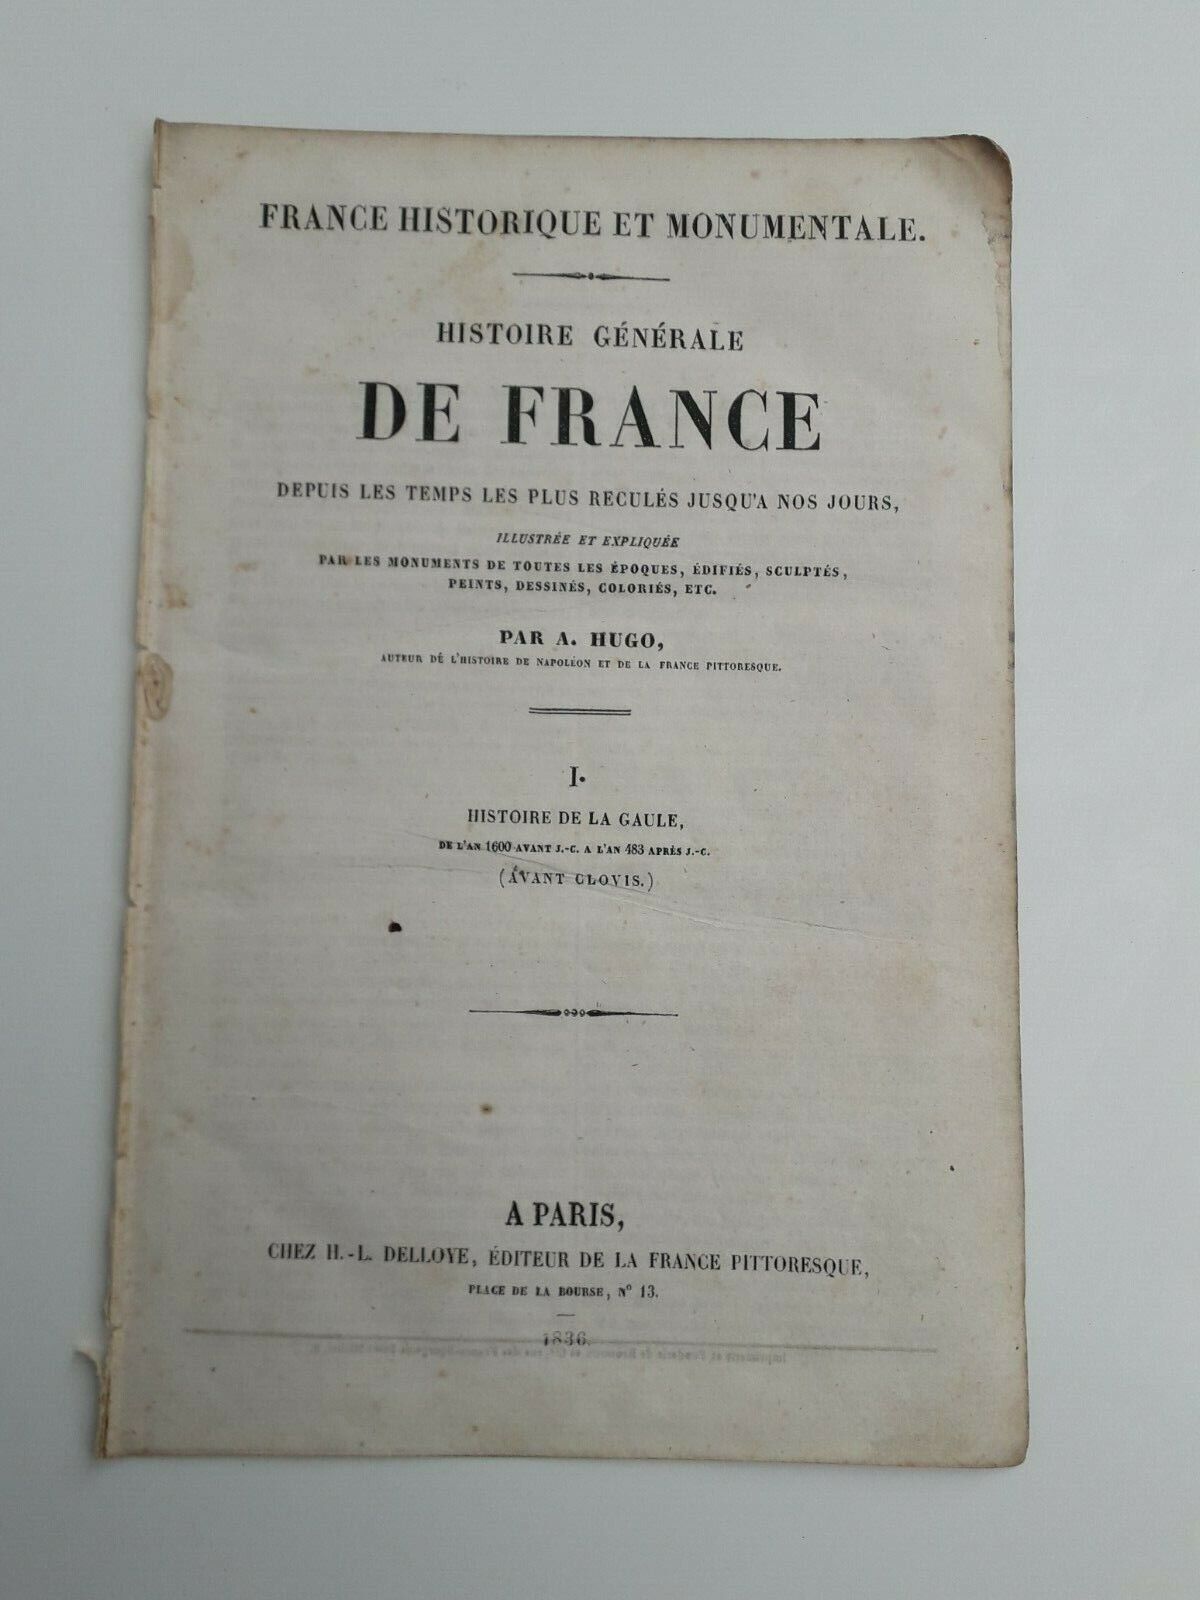 FRANCE HISTORIQUE ET MONUMENTALE.
HISTOIRE GÉNÉRALE
DE FRANCE
DEPUIS LES TEMPS LES PLUS RECULÉS JUSQU'A NOS JOURS,
ILLUSTRÉE ET EXPLIQUÉE
PAR LES MONUMENTS DE TOUTES LES ÉPOQUES, ÉDIFIÉS, SCULPTÉS,
PEINTS, DESSINÉS, COLORIÉS, ETC.
PAR A. HUGO,
AUTEUR DE L'HISTOIRE DE NAPOLÉON ET DE LA FRANCE PITTORESQUE.
I.
HISTOIRE DE LA GAULE,
DE L'AN 1600 AVANT J.-C. A L'AN 483 APRÈS J.-C.
(AVANT CLOVIS.)
A PARIS,
CHEZ H.-L. DELLOYE, ÉDITEUR DE LA FRANCE PITTORESQUE,
PLACE DE LA BOURSE, Nº 13.
1836.